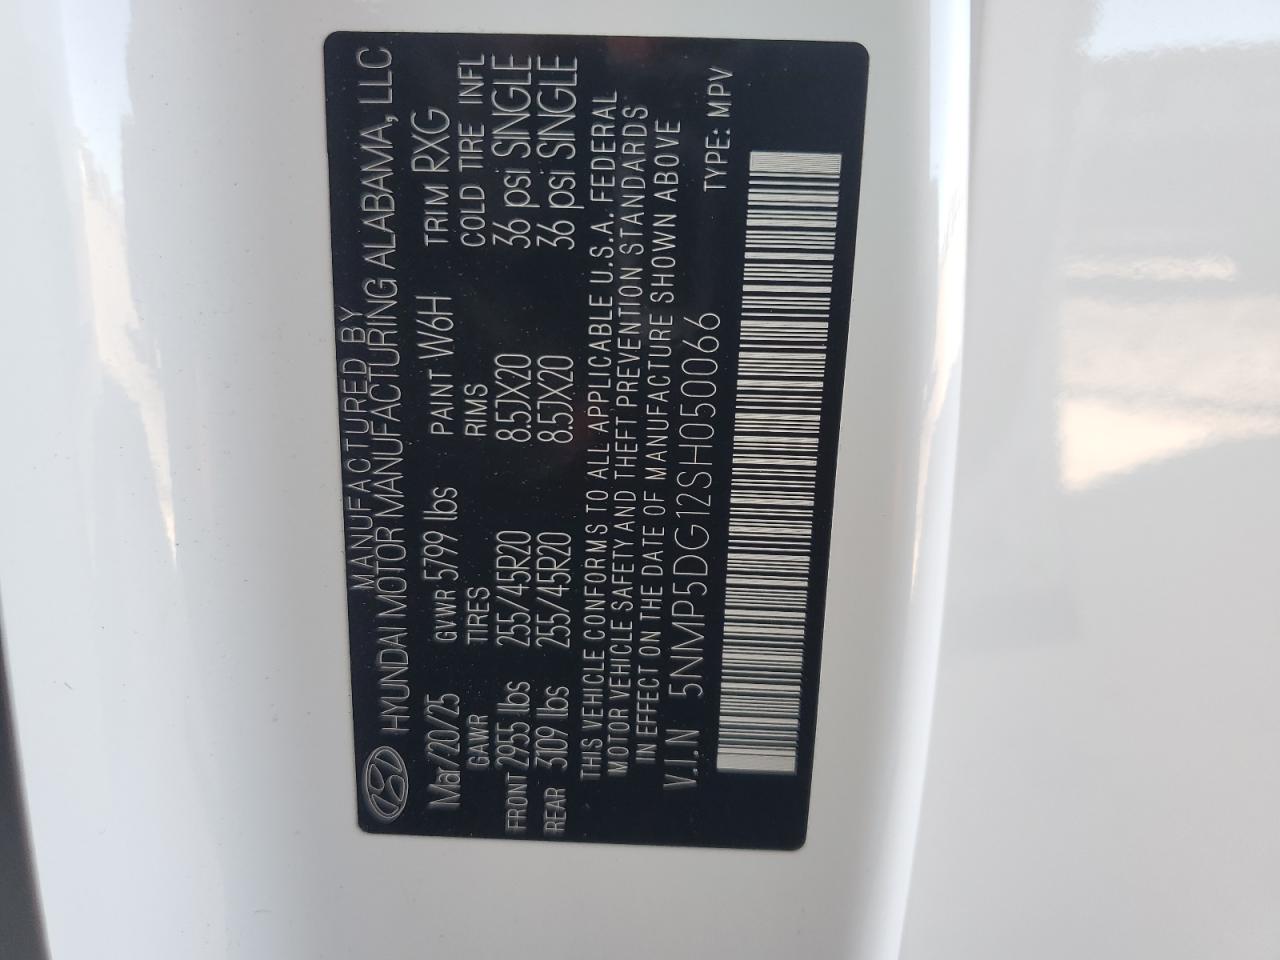 MANUFACTURED BY
HYUNDAI MOTOR MANUFACTURING ALABAMA, LLC
Mar/20/25 GVWR 5799 lbs PAINT W6H TRIM RXG
GAWR TIRES RIMS COLD TIRE INFL
FRONT 2955 lbs 255/45R20 8.5JX20 36 psi SINGLE
REAR 3109 lbs 255/45R20 8.5JX20 36 psi SINGLE
THIS VEHICLE CONFORMS TO ALL APPLICABLE U.S.A. FEDERAL
MOTOR VEHICLE SAFETY AND THEFT PREVENTION STANDARDS
IN EFFECT ON THE DATE OF MANUFACTURE SHOWN ABOVE
V.I.N 5NMP5DG12SH050066 TYPE: MPV